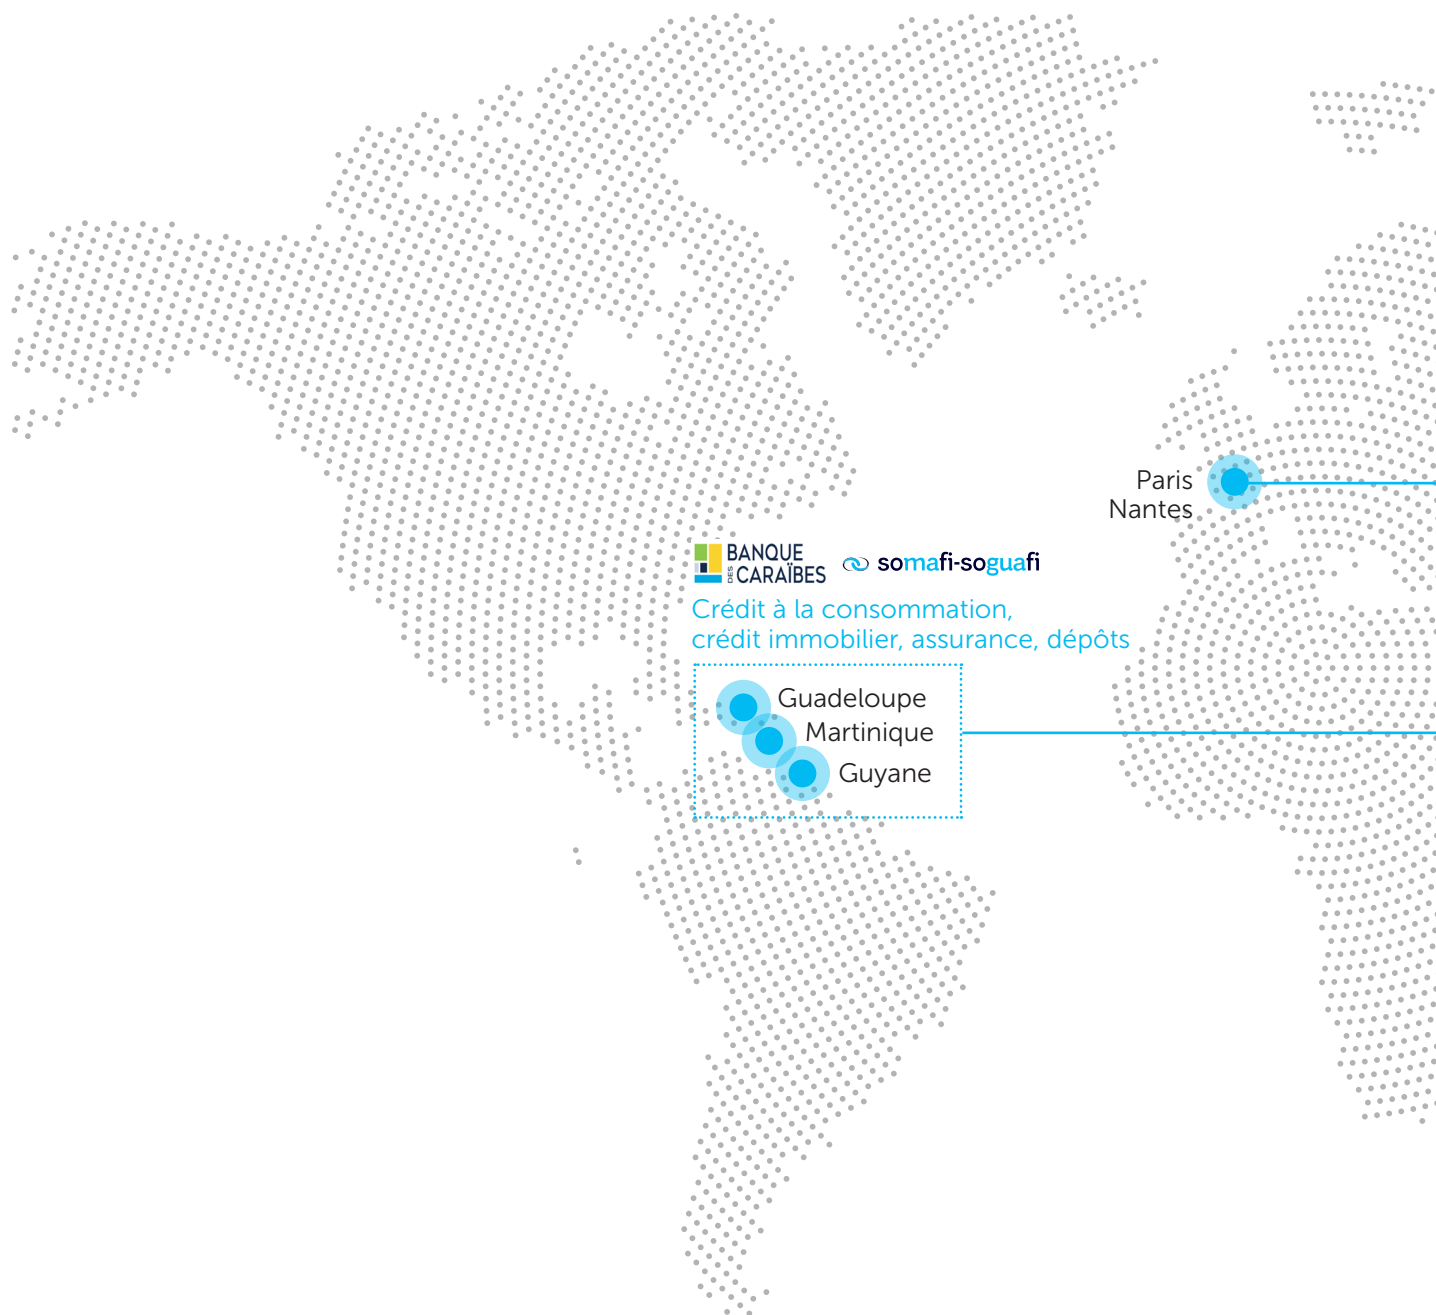 Paris
Nantes
BANQUE
DES
CARAÏBES
somafi-soguafi
Crédit à la consommation,
crédit immobilier, assurance, dépôts
Guadeloupe
Martinique
Guyane